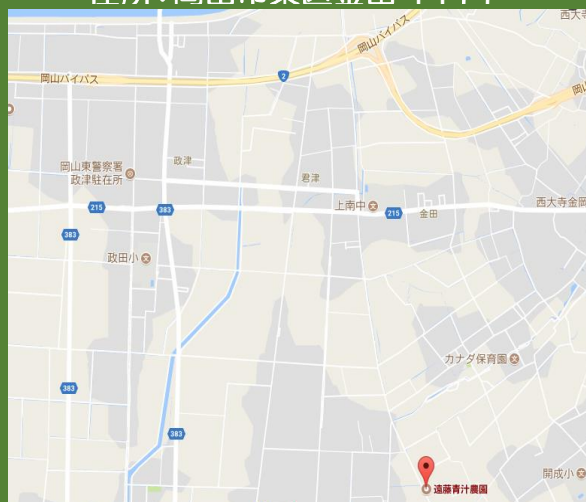 西大寺
岡山バイパス
2
岡山バイパス
岡山東警察署
政津駐在所
政津
君津
215
383
上南中
215
金田
西大寺金岡
383
政田小
カナダ保育園
383
383
遠藤青汁農園
開成小